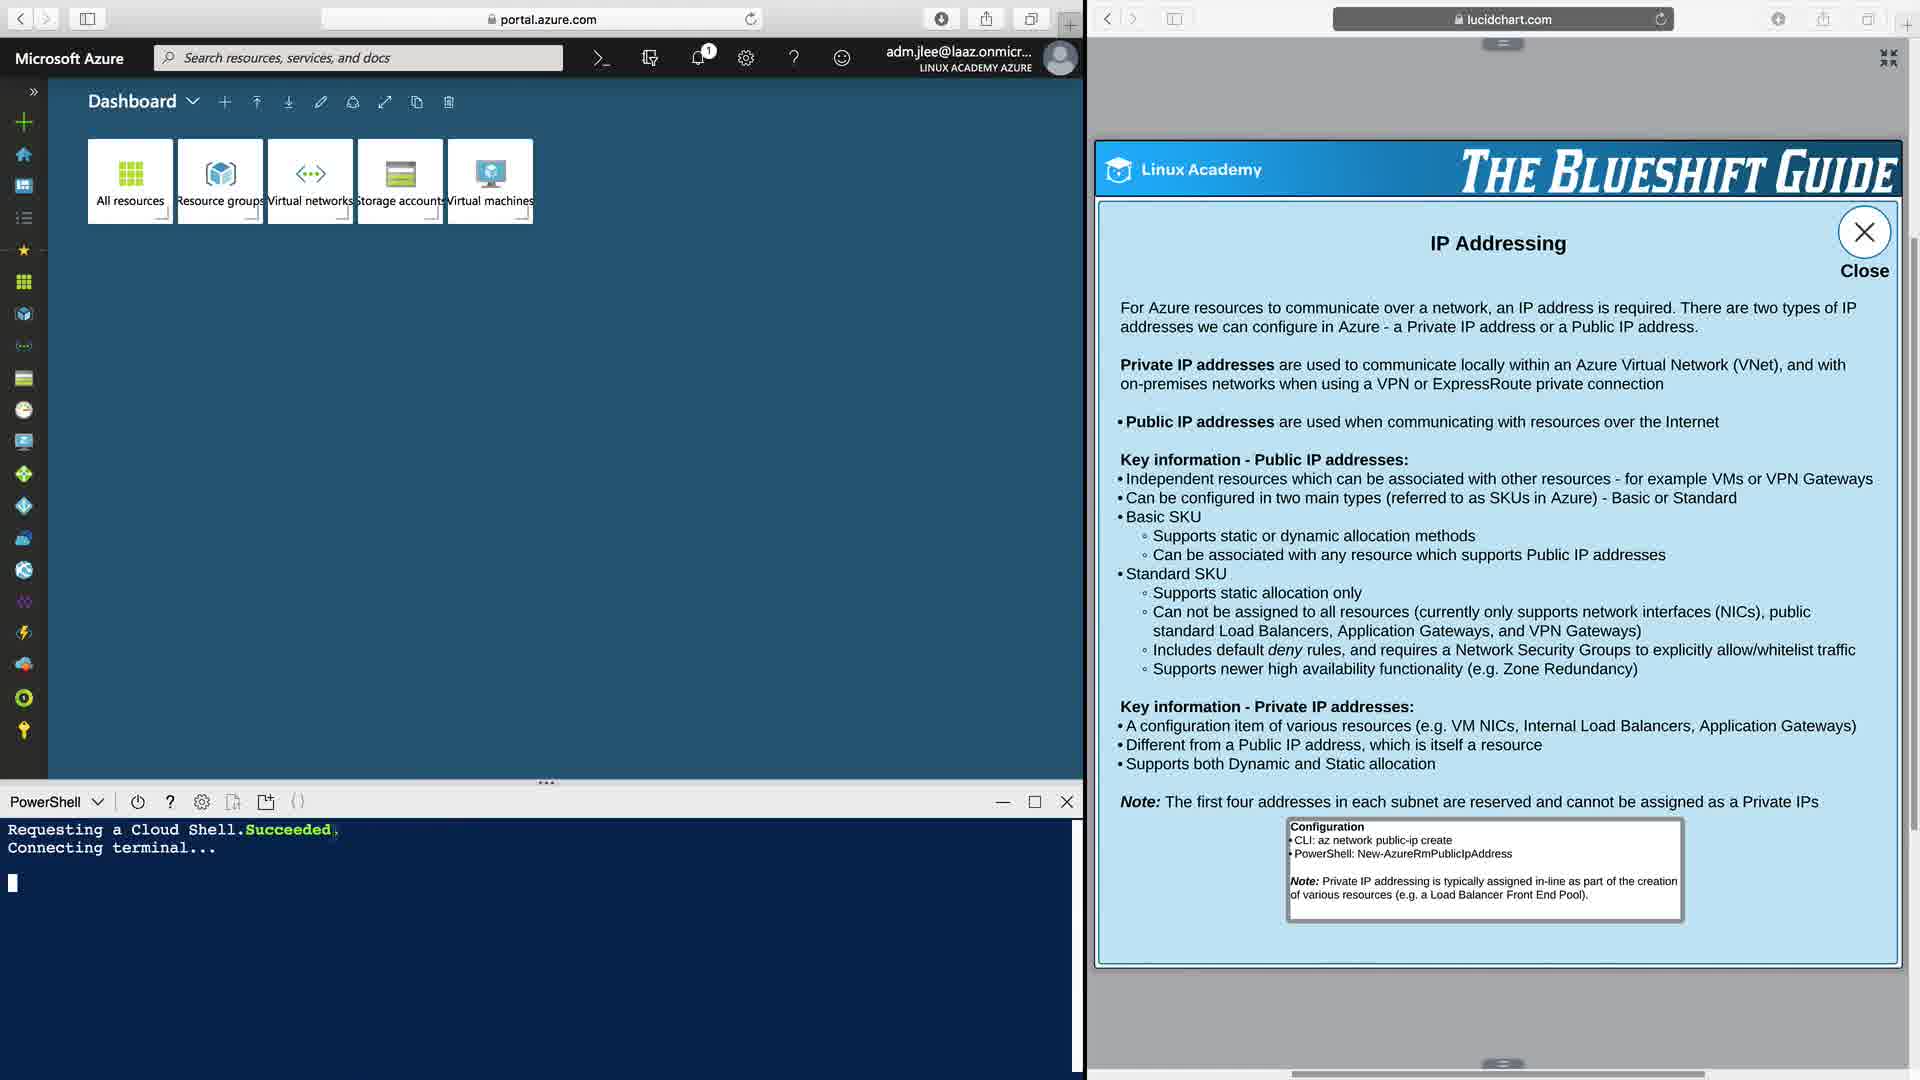 portal.azure.com
lucidchart.com
Microsoft Azure
Search resources, services, and docs
1
adm.jlee@laaz.onmicr...
LINUX ACADEMY AZURE
Dashboard
All resources
Resource groups
Virtual networks
Storage accounts
Virtual machines
PowerShell
Requesting a Cloud Shell.Succeeded.
Connecting terminal...
Linux Academy
THE BLUESHIFT GUIDE
IP Addressing
Close
For Azure resources to communicate over a network, an IP address is required. There are two types of IP
addresses we can configure in Azure - a Private IP address or a Public IP address.
Private IP addresses are used to communicate locally within an Azure Virtual Network (VNet), and with
on-premises networks when using a VPN or ExpressRoute private connection
• Public IP addresses are used when communicating with resources over the Internet
Key information - Public IP addresses:
• Independent resources which can be associated with other resources - for example VMs or VPN Gateways
• Can be configured in two main types (referred to as SKUs in Azure) - Basic or Standard
• Basic SKU
◦ Supports static or dynamic allocation methods
◦ Can be associated with any resource which supports Public IP addresses
• Standard SKU
◦ Supports static allocation only
◦ Can not be assigned to all resources (currently only supports network interfaces (NICs), public
standard Load Balancers, Application Gateways, and VPN Gateways)
◦ Includes default deny rules, and requires a Network Security Groups to explicitly allow/whitelist traffic
◦ Supports newer high availability functionality (e.g. Zone Redundancy)
Key information - Private IP addresses:
• A configuration item of various resources (e.g. VM NICs, Internal Load Balancers, Application Gateways)
• Different from a Public IP address, which is itself a resource
• Supports both Dynamic and Static allocation
Note: The first four addresses in each subnet are reserved and cannot be assigned as a Private IPs
Configuration
• CLI: az network public-ip create
• PowerShell: New-AzureRmPublicIpAddress
Note: Private IP addressing is typically assigned in-line as part of the creation
of various resources (e.g. a Load Balancer Front End Pool).